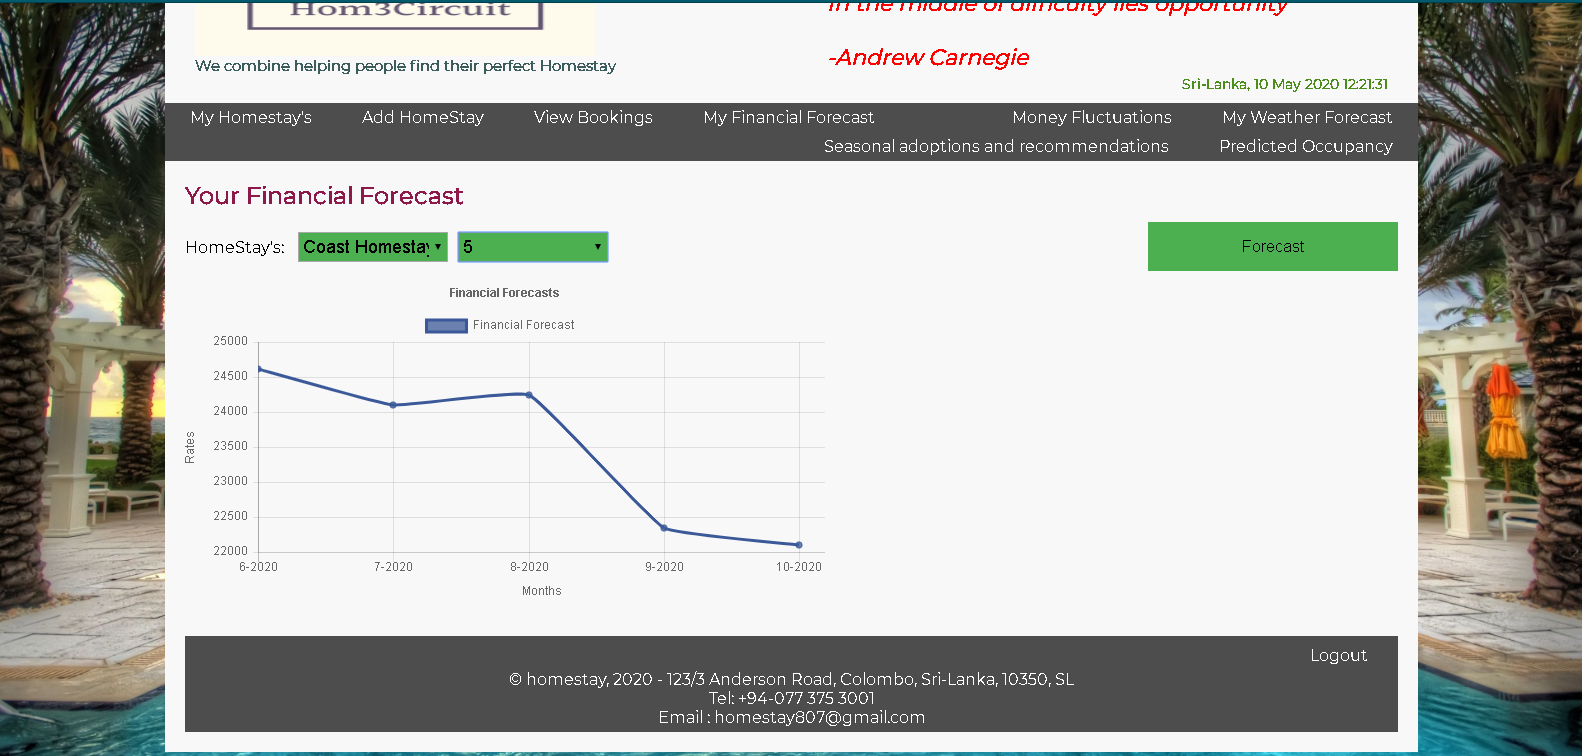 Hom3Circuit
In the middle of difficulty lies opportunity
-Andrew Carnegie
We combine helping people find their perfect Homestay
Sri-Lanka, 10 May 2020 12:21:31
My Homestay's Add HomeStay View Bookings My Financial Forecast Money Fluctuations My Weather Forecast
Seasonal adoptions and recommendations Predicted Occupancy
Your Financial Forecast
HomeStay's: Coast Homestay 5 Forecast
Financial Forecasts
Financial Forecast
25000
24500
24000
23500
23000
22500
22000
Rates
6-2020 7-2020 8-2020 9-2020 10-2020
Months
Logout
© homestay, 2020 - 123/3 Anderson Road, Colombo, Sri-Lanka, 10350, SL
Tel: +94-077 375 3001
Email : homestay807@gmail.com